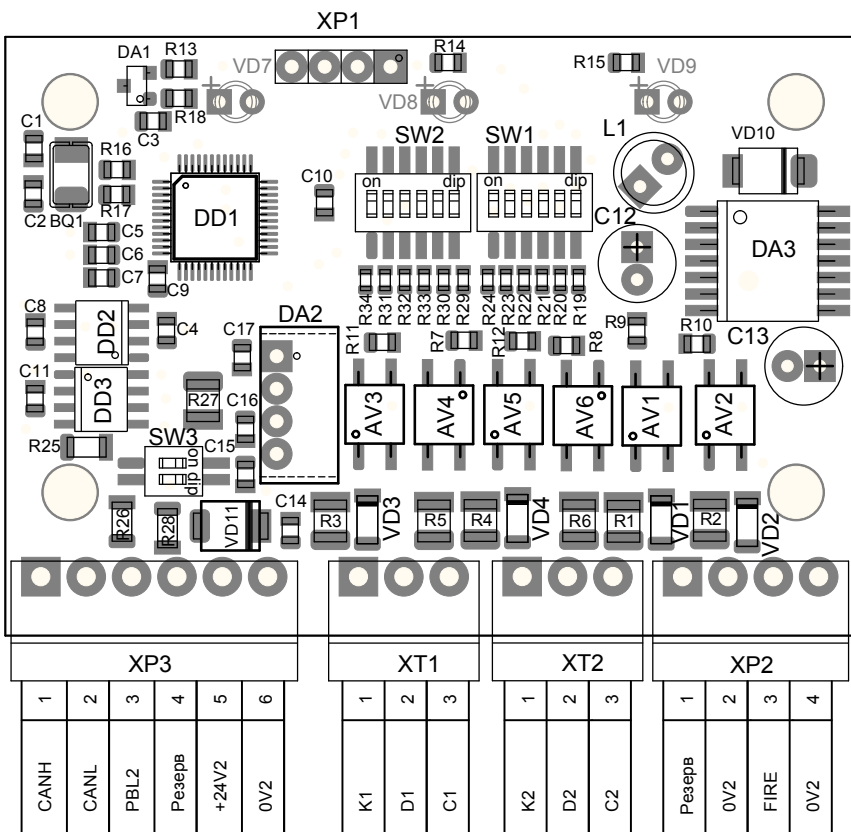 XP1
DA1
R13
VD7
R14
R15
VD9
+
+
+
VD8
R18
C3
C1
SW2
SW1
L1
VD10
R16
on dip
on dip
C10
R17
C2
BQ1
DD1
C12
C5
C6
C7
DA3
C9
R34
R31
R32
R33
R30
R29
R24
R23
R22
R21
R20
R19
C8
DD2
C4
C17
DA2
R11
R7
R12
R8
R9
R10
C13
C11
DD3
R27
C16
AV3
AV4
AV5
AV6
AV1
AV2
R25
SW3
C15
dip on
R26
R28
VD11
C14
R3
VD3
R5
R4
VD4
R6
R1
VD1
R2
VD2
XP3
XT1
XT2
XP2
1 2 3 4 5 6
1 2 3
1 2 3
1 2 3 4
CANH CANL PBL2 Резерв +24V2 0V2
K1 D1 C1
K2 D2 C2
Резерв 0V2 FIRE 0V2